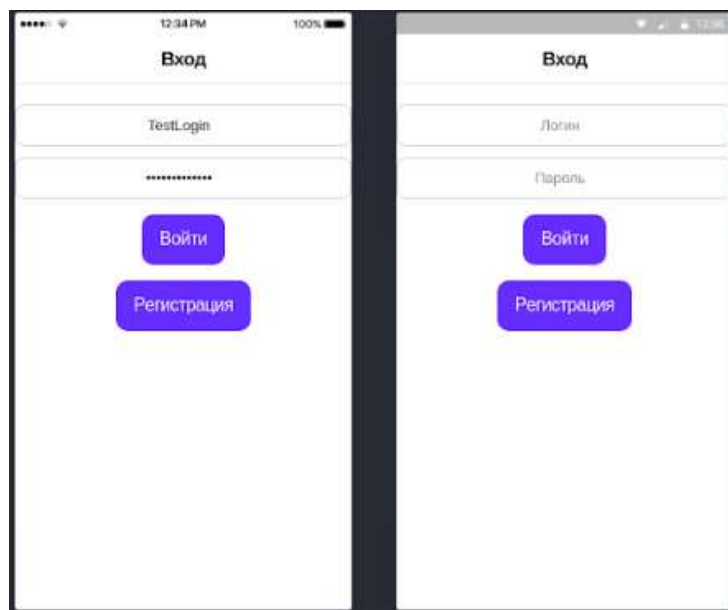 12:34 PM
100%
Вход
TestLogin
•••••••••••••
Войти
Регистрация
Вход
Логин
Пароль
Войти
Регистрация